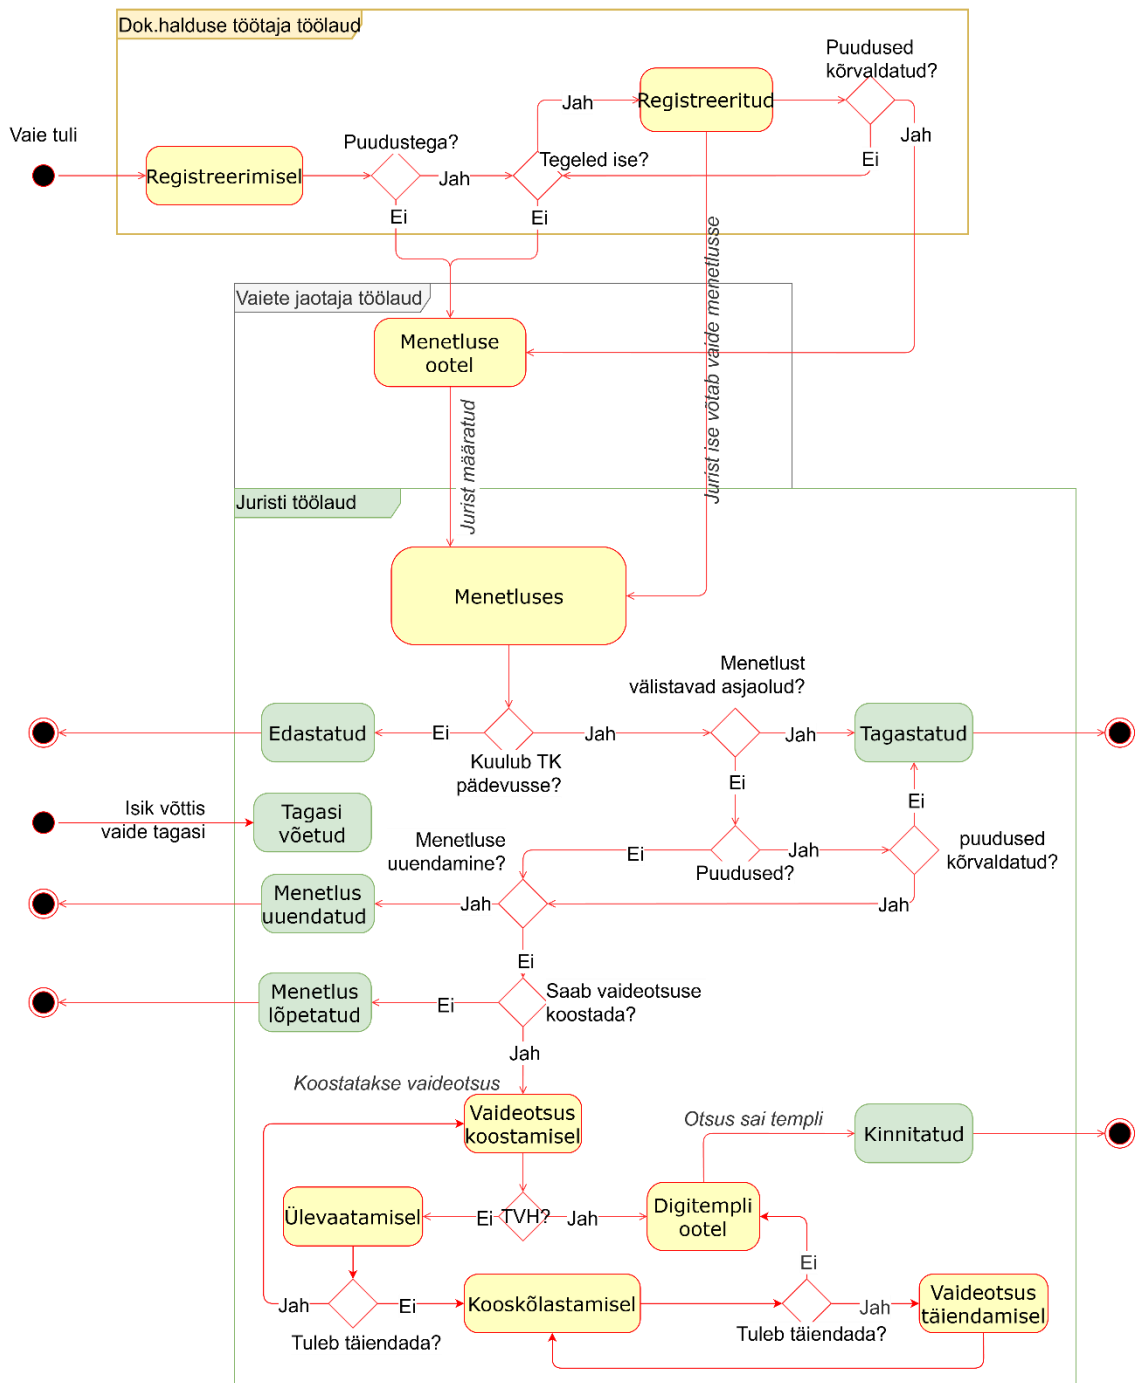 Dok.halduse töötaja töölaud
Puudused
kõrvaldatud?
Vaie tuli
Jah
Registreeritud
Jah
Puudustega?
Tegeled ise?
Ei
Registreerimisel
Jah
Ei
Ei
Jurist ise võtab vaide menetlusse
Vaiete jaotaja töölaud
Menetluse
ootel
Jurist määratud
Juristi töölaud
Menetluses
Menetlust
välistavad asjaolud?
Edastatud
Ei
Jah
Jah
Tagastatud
Kuulub TK
pädevusse?
Ei
Ei
Isik võttis
vaide tagasi
Tagasi
võetud
Menetluse
uuendamine?
Ei
Puudused?
Jah
puudused
kõrvaldatud?
Menetlus
uuendatud
Jah
Jah
Ei
Menetlus
lõpetatud
Ei
Saab vaideotsuse
koostada?
Jah
Koostatakse vaideotsus
Vaideotsus
koostamisel
Otsus sai templi
Kinnitatud
Ülevaatamisel
Ei
TVH?
Jah
Digitempli
ootel
Ei
Jah
Ei
Kooskõlastamisel
Jah
Vaideotsus
täiendamisel
Tuleb täiendada?
Tuleb täiendada?